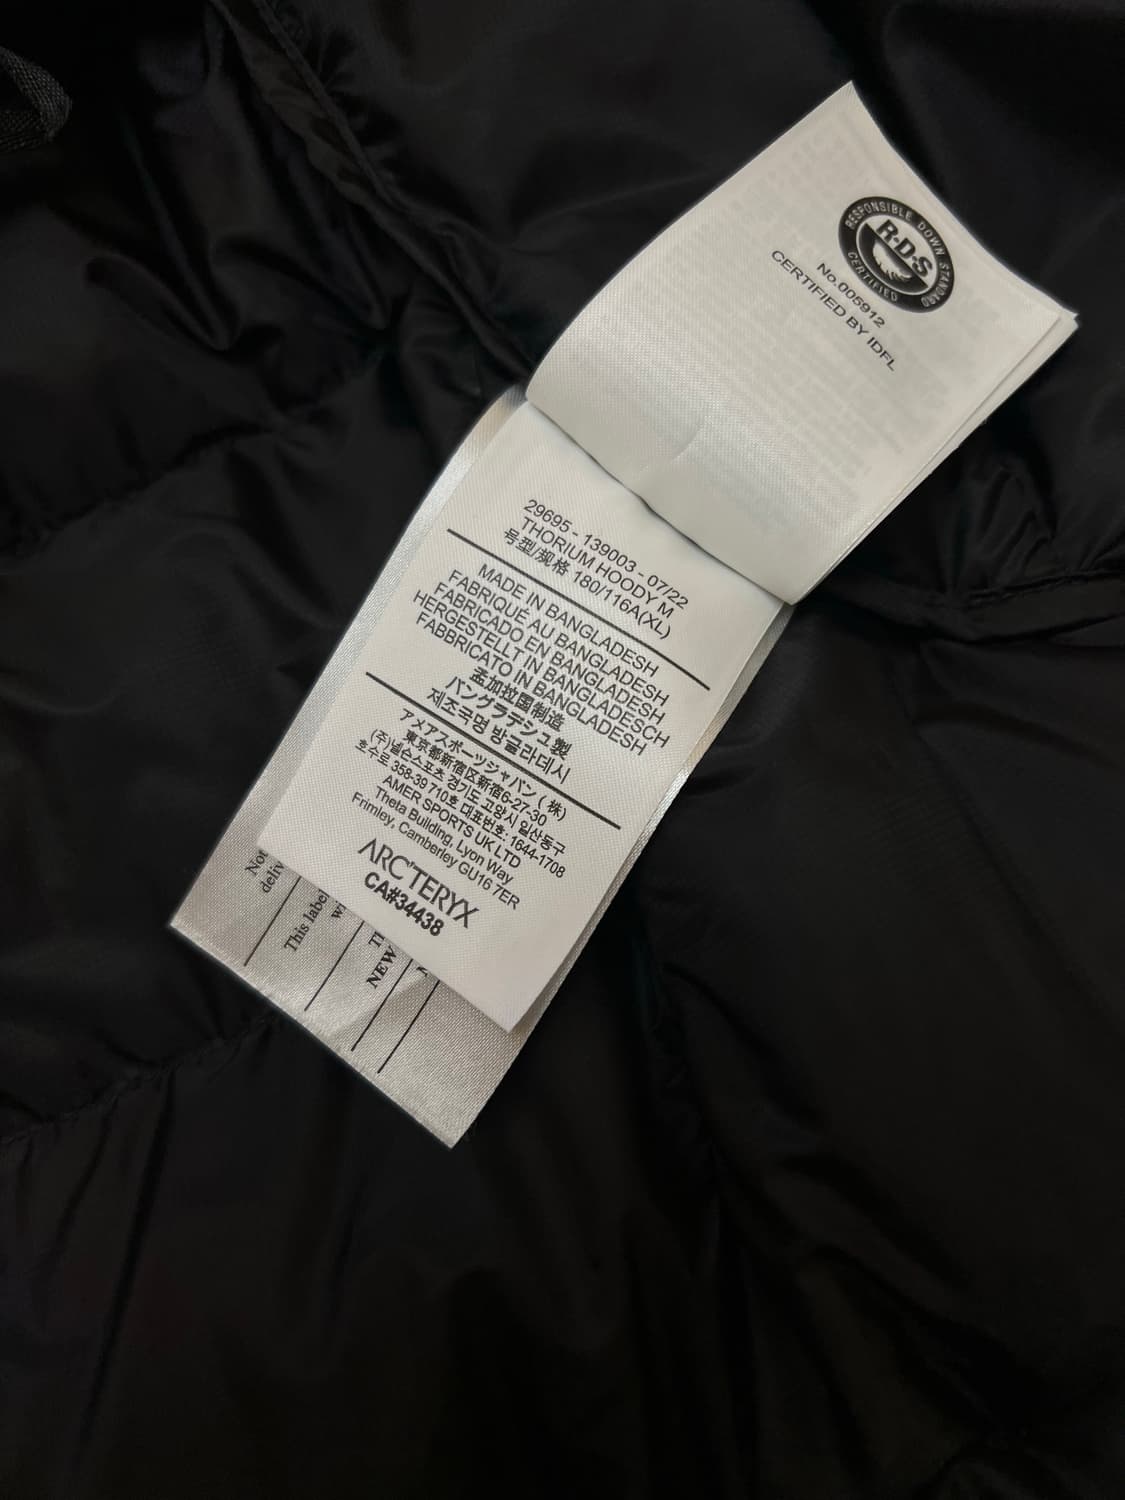 RESPONSIBLE DOWN STANDARD
R·D·S
CERTIFIED
No.005912
CERTIFIED BY IDFL
29695 - 139003 - 07/22
THORIUM HOODY M
号型/规格 180/116A(XL)
MADE IN BANGLADESH
FABRIQUÉ AU BANGLADESH
FABRICADO EN BANGLADESH
HERGESTELLT IN BANGLADESCH
FABBRICATO IN BANGLADESH
孟加拉国制造
バングラデシュ製
제조국명 방글라데시
アメアスポーツジャパン (株)
東京都新宿区新宿6-27-30
(주)넬슨스포츠 경기도 고양시 일산동구
호수로 358-39 710호 대표번호: 1644-1708
AMER SPORTS UK LTD
Theta Building, Lyon Way
Frimley, Camberley GU16 7ER
ARC'TERYX
CA#34438
Not
deliv
This label
w
NEW